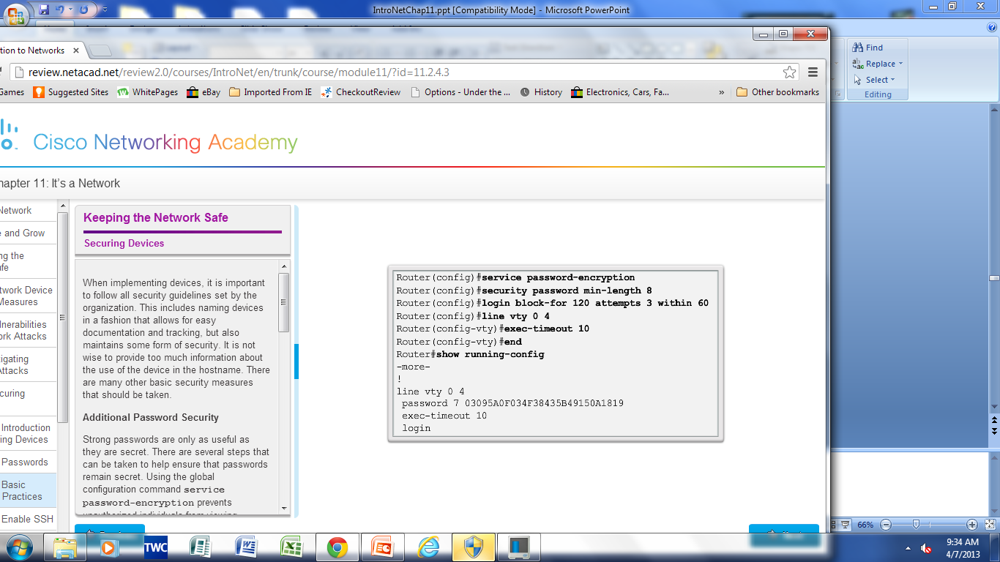 IntroNetChap11.ppt [Compatibility Mode] - Microsoft PowerPoint
tion to Networks
review.netacad.net/review2.0/courses/IntroNet/en/trunk/course/module11/?id=11.2.4.3
Games Suggested Sites WhitePages eBay Imported From IE CheckoutReview Options - Under the ... History Electronics, Cars, Fa... » Other bookmarks
Find
Replace
Select
Editing
Cisco Networking Academy
hapter 11: It's a Network
Network
e and Grow
ng the
fe
twork Device
Measures
lnerabilities
ork Attacks
igating
Attacks
curing
Introduction
ing Devices
Passwords
Basic
Practices
Enable SSH
Keeping the Network Safe
Securing Devices
When implementing devices, it is important
to follow all security guidelines set by the
organization. This includes naming devices
in a fashion that allows for easy
documentation and tracking, but also
maintains some form of security. It is not
wise to provide too much information about
the use of the device in the hostname. There
are many other basic security measures
that should be taken.
Additional Password Security
Strong passwords are only as useful as
they are secret. There are several steps that
can be taken to help ensure that passwords
remain secret. Using the global
configuration command service
password-encryption prevents
unauthorized individuals from viewing
Router(config)#service password-encryption
Router(config)#security password min-length 8
Router(config)#login block-for 120 attempts 3 within 60
Router(config)#line vty 0 4
Router(config-vty)#exec-timeout 10
Router(config-vty)#end
Router#show running-config
-more-
!
line vty 0 4
password 7 03095A0F034F38435B49150A1819
exec-timeout 10
login
66%
TWC
9:34 AM
4/7/2013